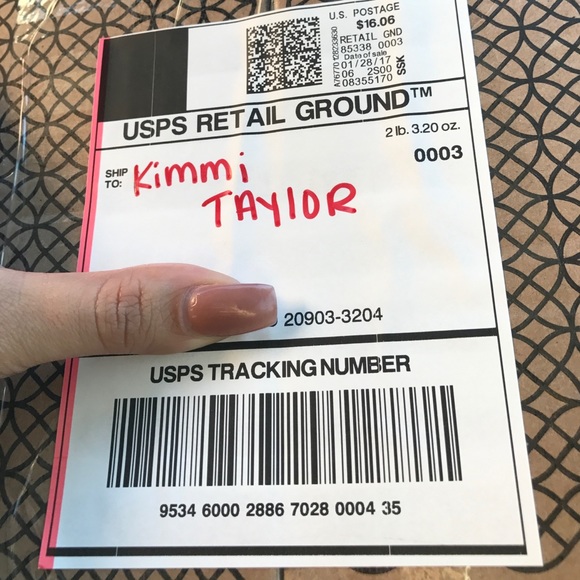 U.S. POSTAGE
$16.06
RETAIL GND
85338 0003
Date of sale
01/28/17
06 2S00
08355170
SSK
USPS RETAIL GROUND™
2 lb. 3.20 oz.
0003
SHIP
TO:
Kimmi
TAYlOR
20903-3204
USPS TRACKING NUMBER
9534 6000 2886 7028 0004 35